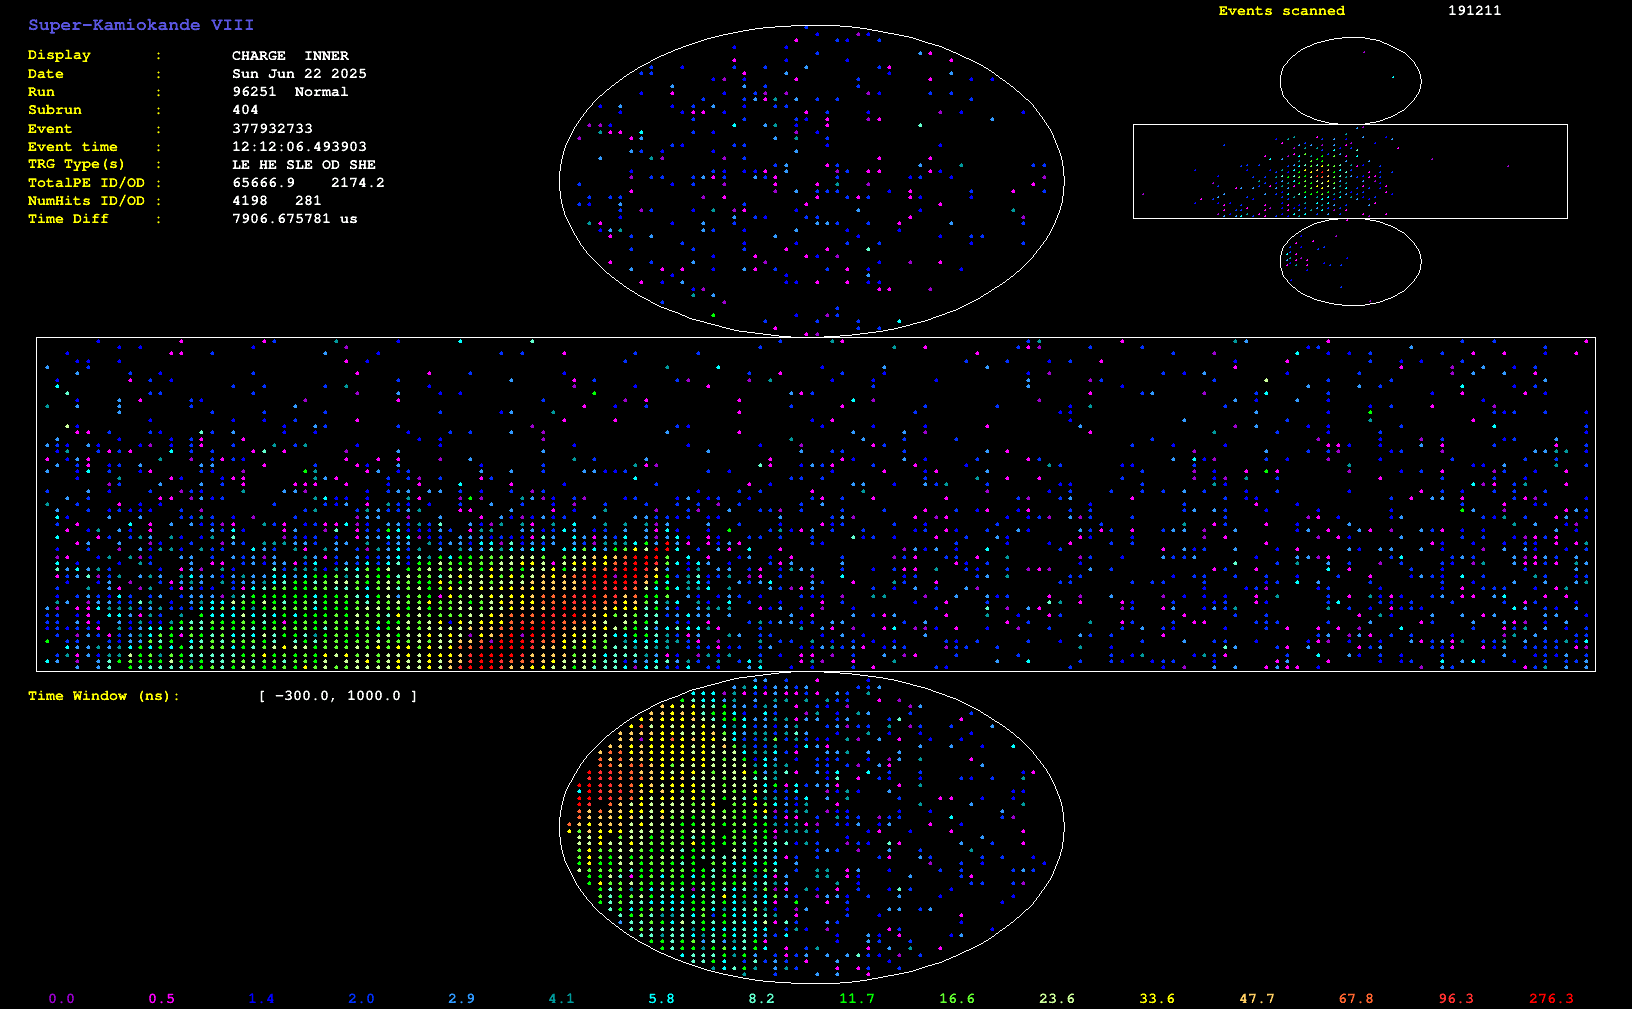 Super-Kamiokande VIII
Events scanned 191211
Display : CHARGE INNER
Date : Sun Jun 22 2025
Run : 96251 Normal
Subrun : 404
Event : 377932733
Event time : 12:12:06.493903
TRG Type(s) : LE HE SLE OD SHE
TotalPE ID/OD : 65666.9 2174.2
NumHits ID/OD : 4198 281
Time Diff : 7906.675781 us
Time Window (ns): [ −300.0, 1000.0 ]
0.0 0.5 1.4 2.0 2.9 4.1 5.8 8.2 11.7 16.6 23.6 33.6 47.7 67.8 96.3 276.3